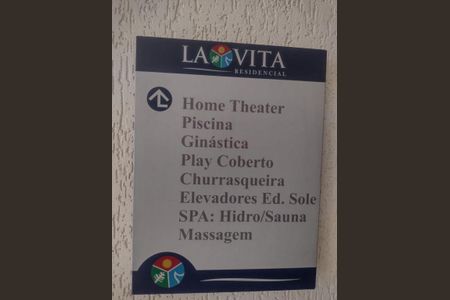 LA VITA
RESIDENCIAL
Home Theater
Piscina
Ginástica
Play Coberto
Churrasqueira
Elevadores Ed. Sole
SPA: Hidro/Sauna
Massagem